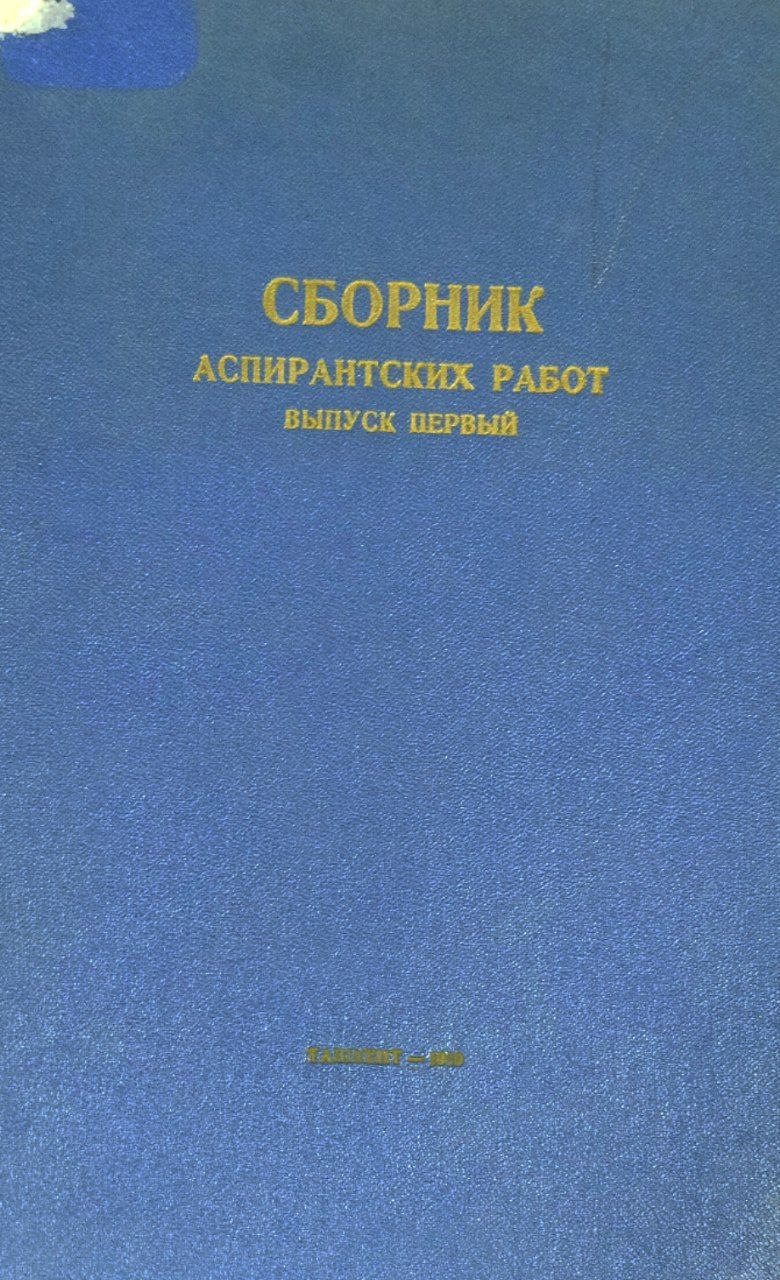 СБОРНИК
АСПИРАНТСКИХ РАБОТ
ВЫПУСК ПЕРВЫЙ
ТАШКЕНТ —